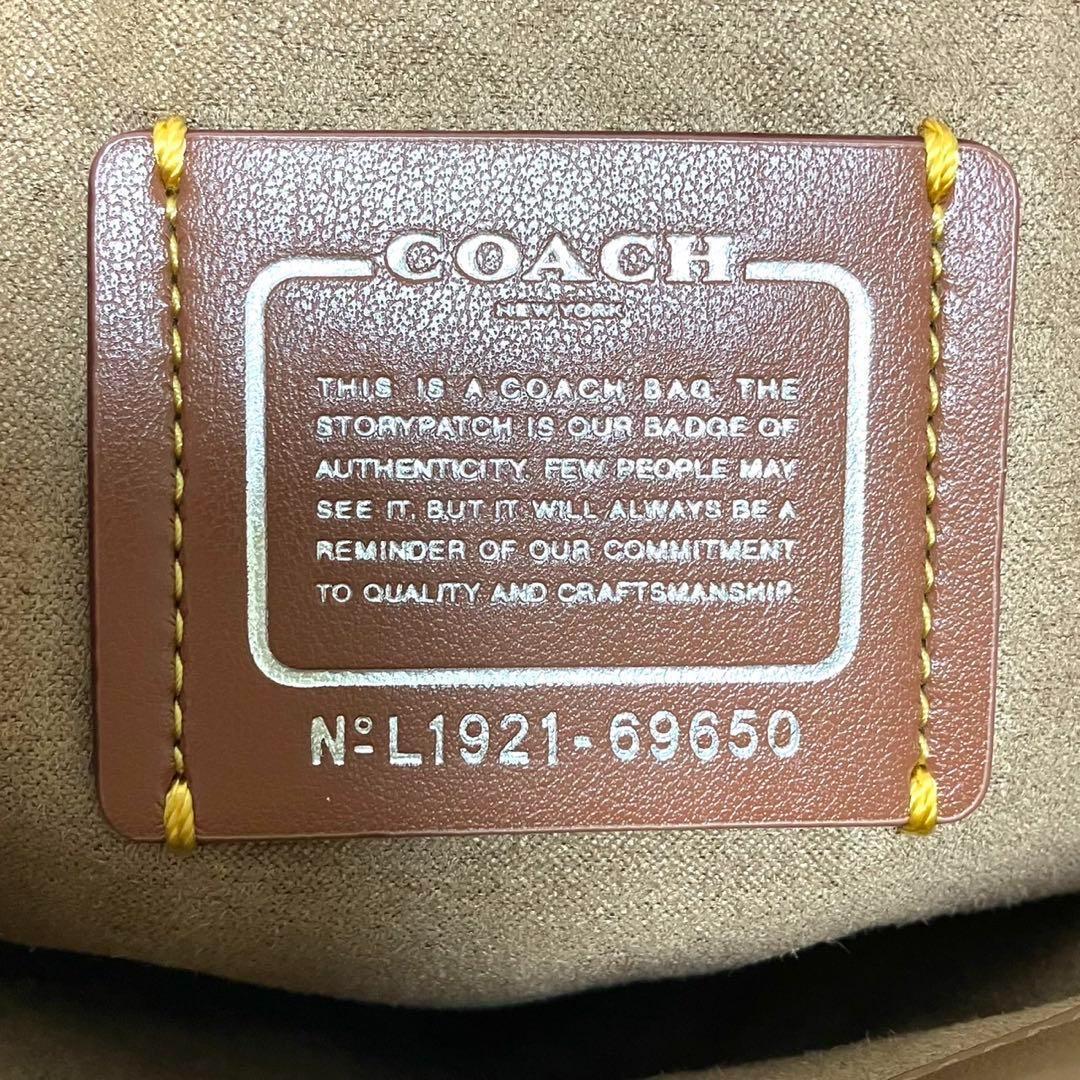 COACH
NEW YORK
THIS IS A COACH BAG. THE
STORYPATCH IS OUR BADGE OF
AUTHENTICITY. FEW PEOPLE MAY
SEE IT. BUT IT WILL ALWAYS BE A
REMINDER OF OUR COMMITMENT
TO QUALITY AND CRAFTSMANSHIP.
Nº L1921-69650